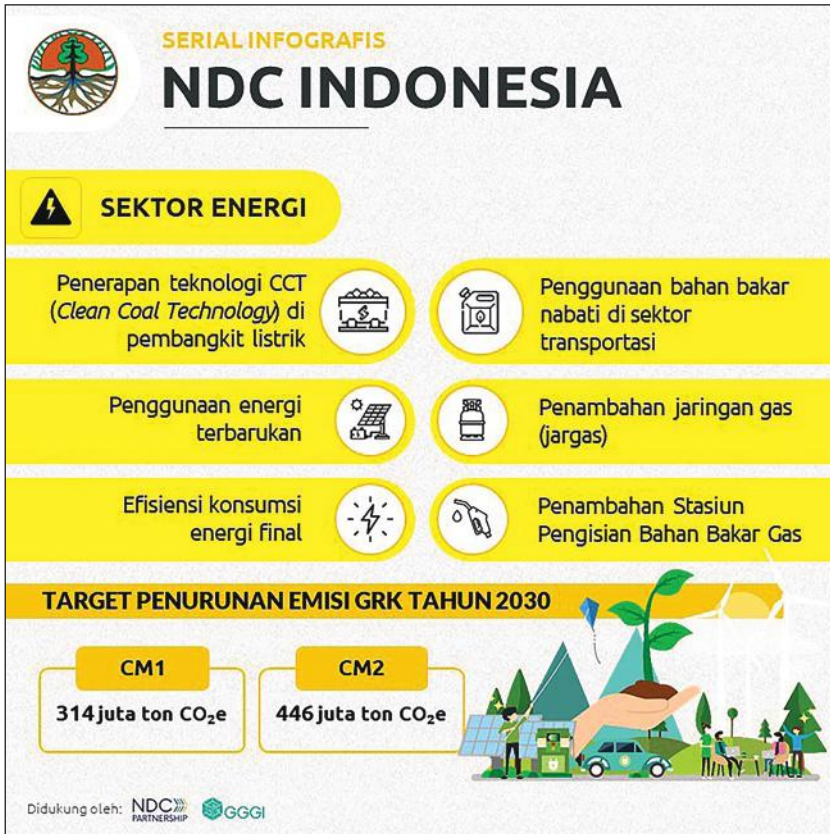 SERIAL INFOGRAFIS
NDC INDONESIA
SEKTOR ENERGI
Penerapan teknologi CCT
(Clean Coal Technology) di
pembangkit listrik
Penggunaan bahan bakar
nabati di sektor
transportasi
Penggunaan energi
terbarukan
Penambahan jaringan gas
(jargas)
Efisiensi konsumsi
energi final
Penambahan Stasiun
Pengisian Bahan Bakar Gas
TARGET PENURUNAN EMISI GRK TAHUN 2030
CM1
314 juta ton CO₂e
CM2
446 juta ton CO₂e
Didukung oleh:
NDC
PARTNERSHIP
GGGI